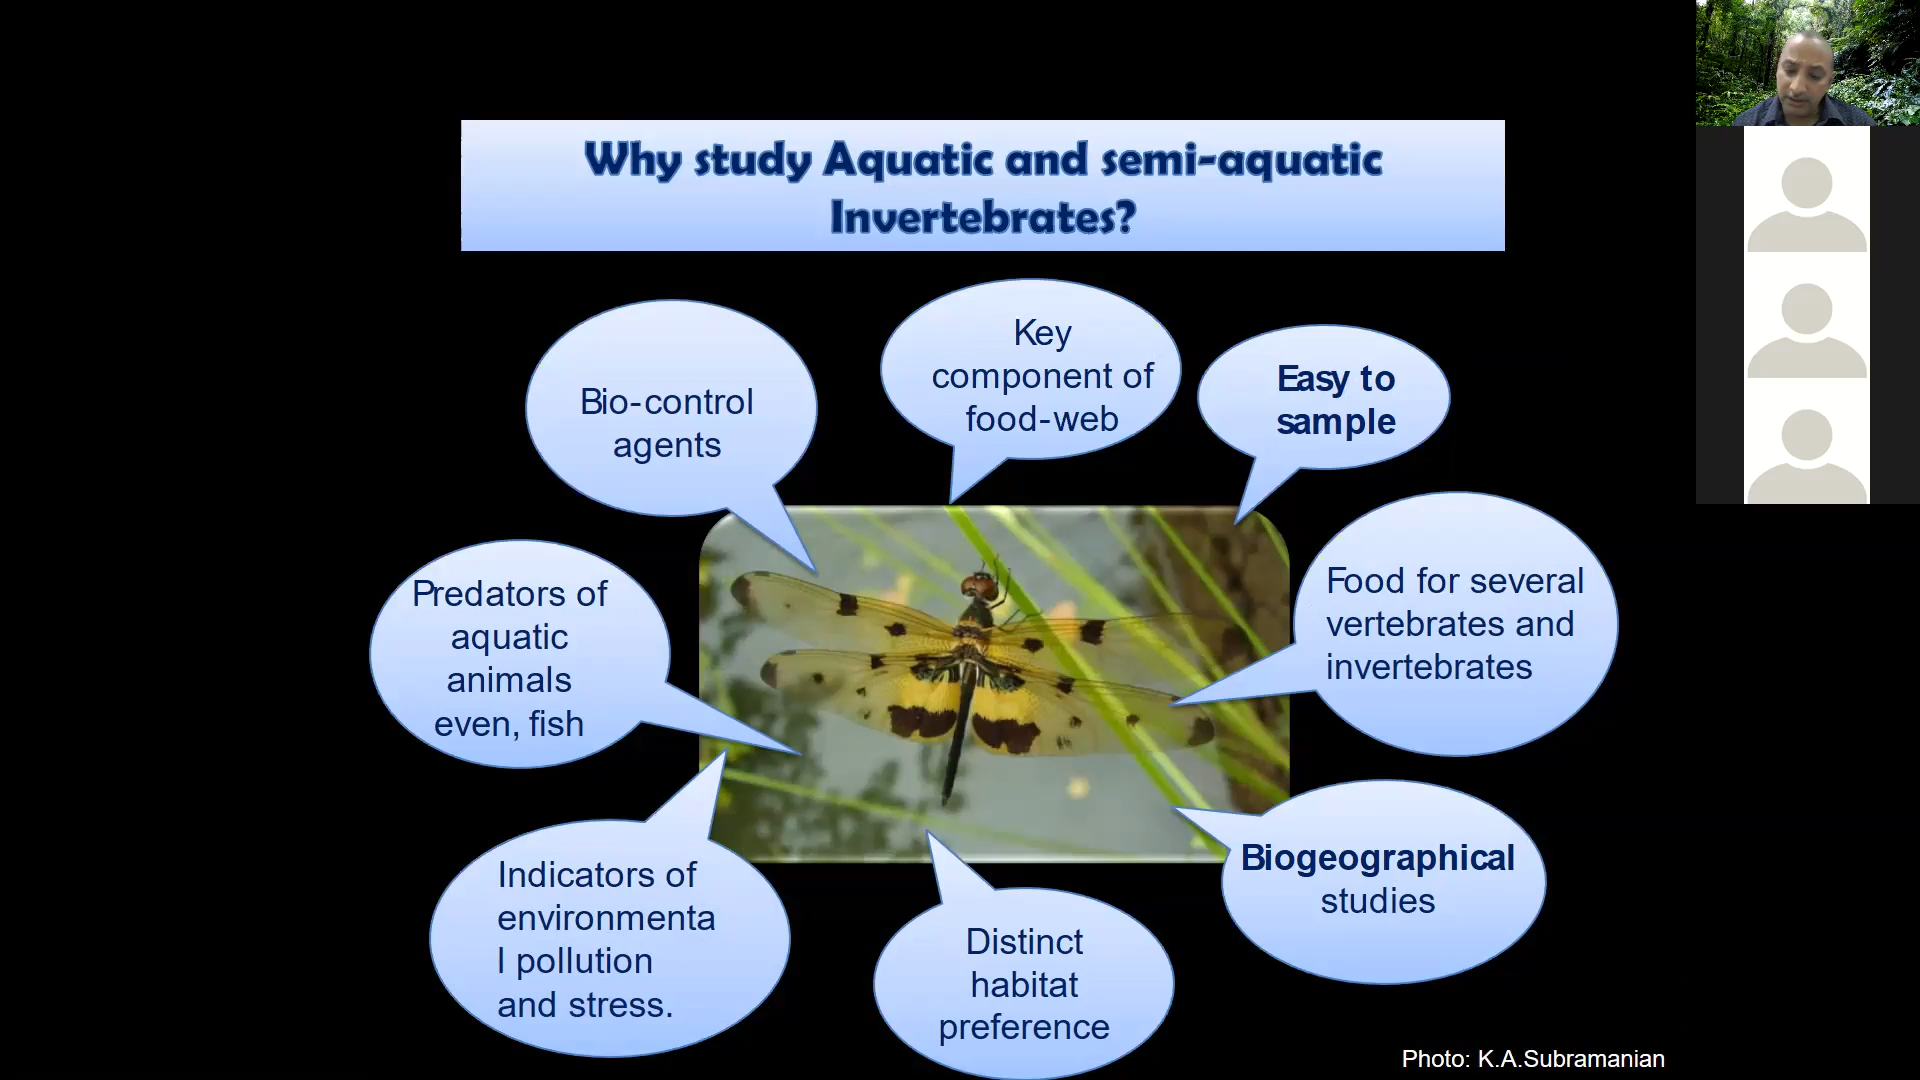 Why study Aquatic and semi-aquatic
Invertebrates?
Key
component of
food-web
Easy to
sample
Bio-control
agents
Food for several
vertebrates and
invertebrates
Predators of
aquatic
animals
even, fish
Biogeographical
studies
Indicators of
environmenta
l pollution
and stress.
Distinct
habitat
preference
Photo: K.A.Subramanian